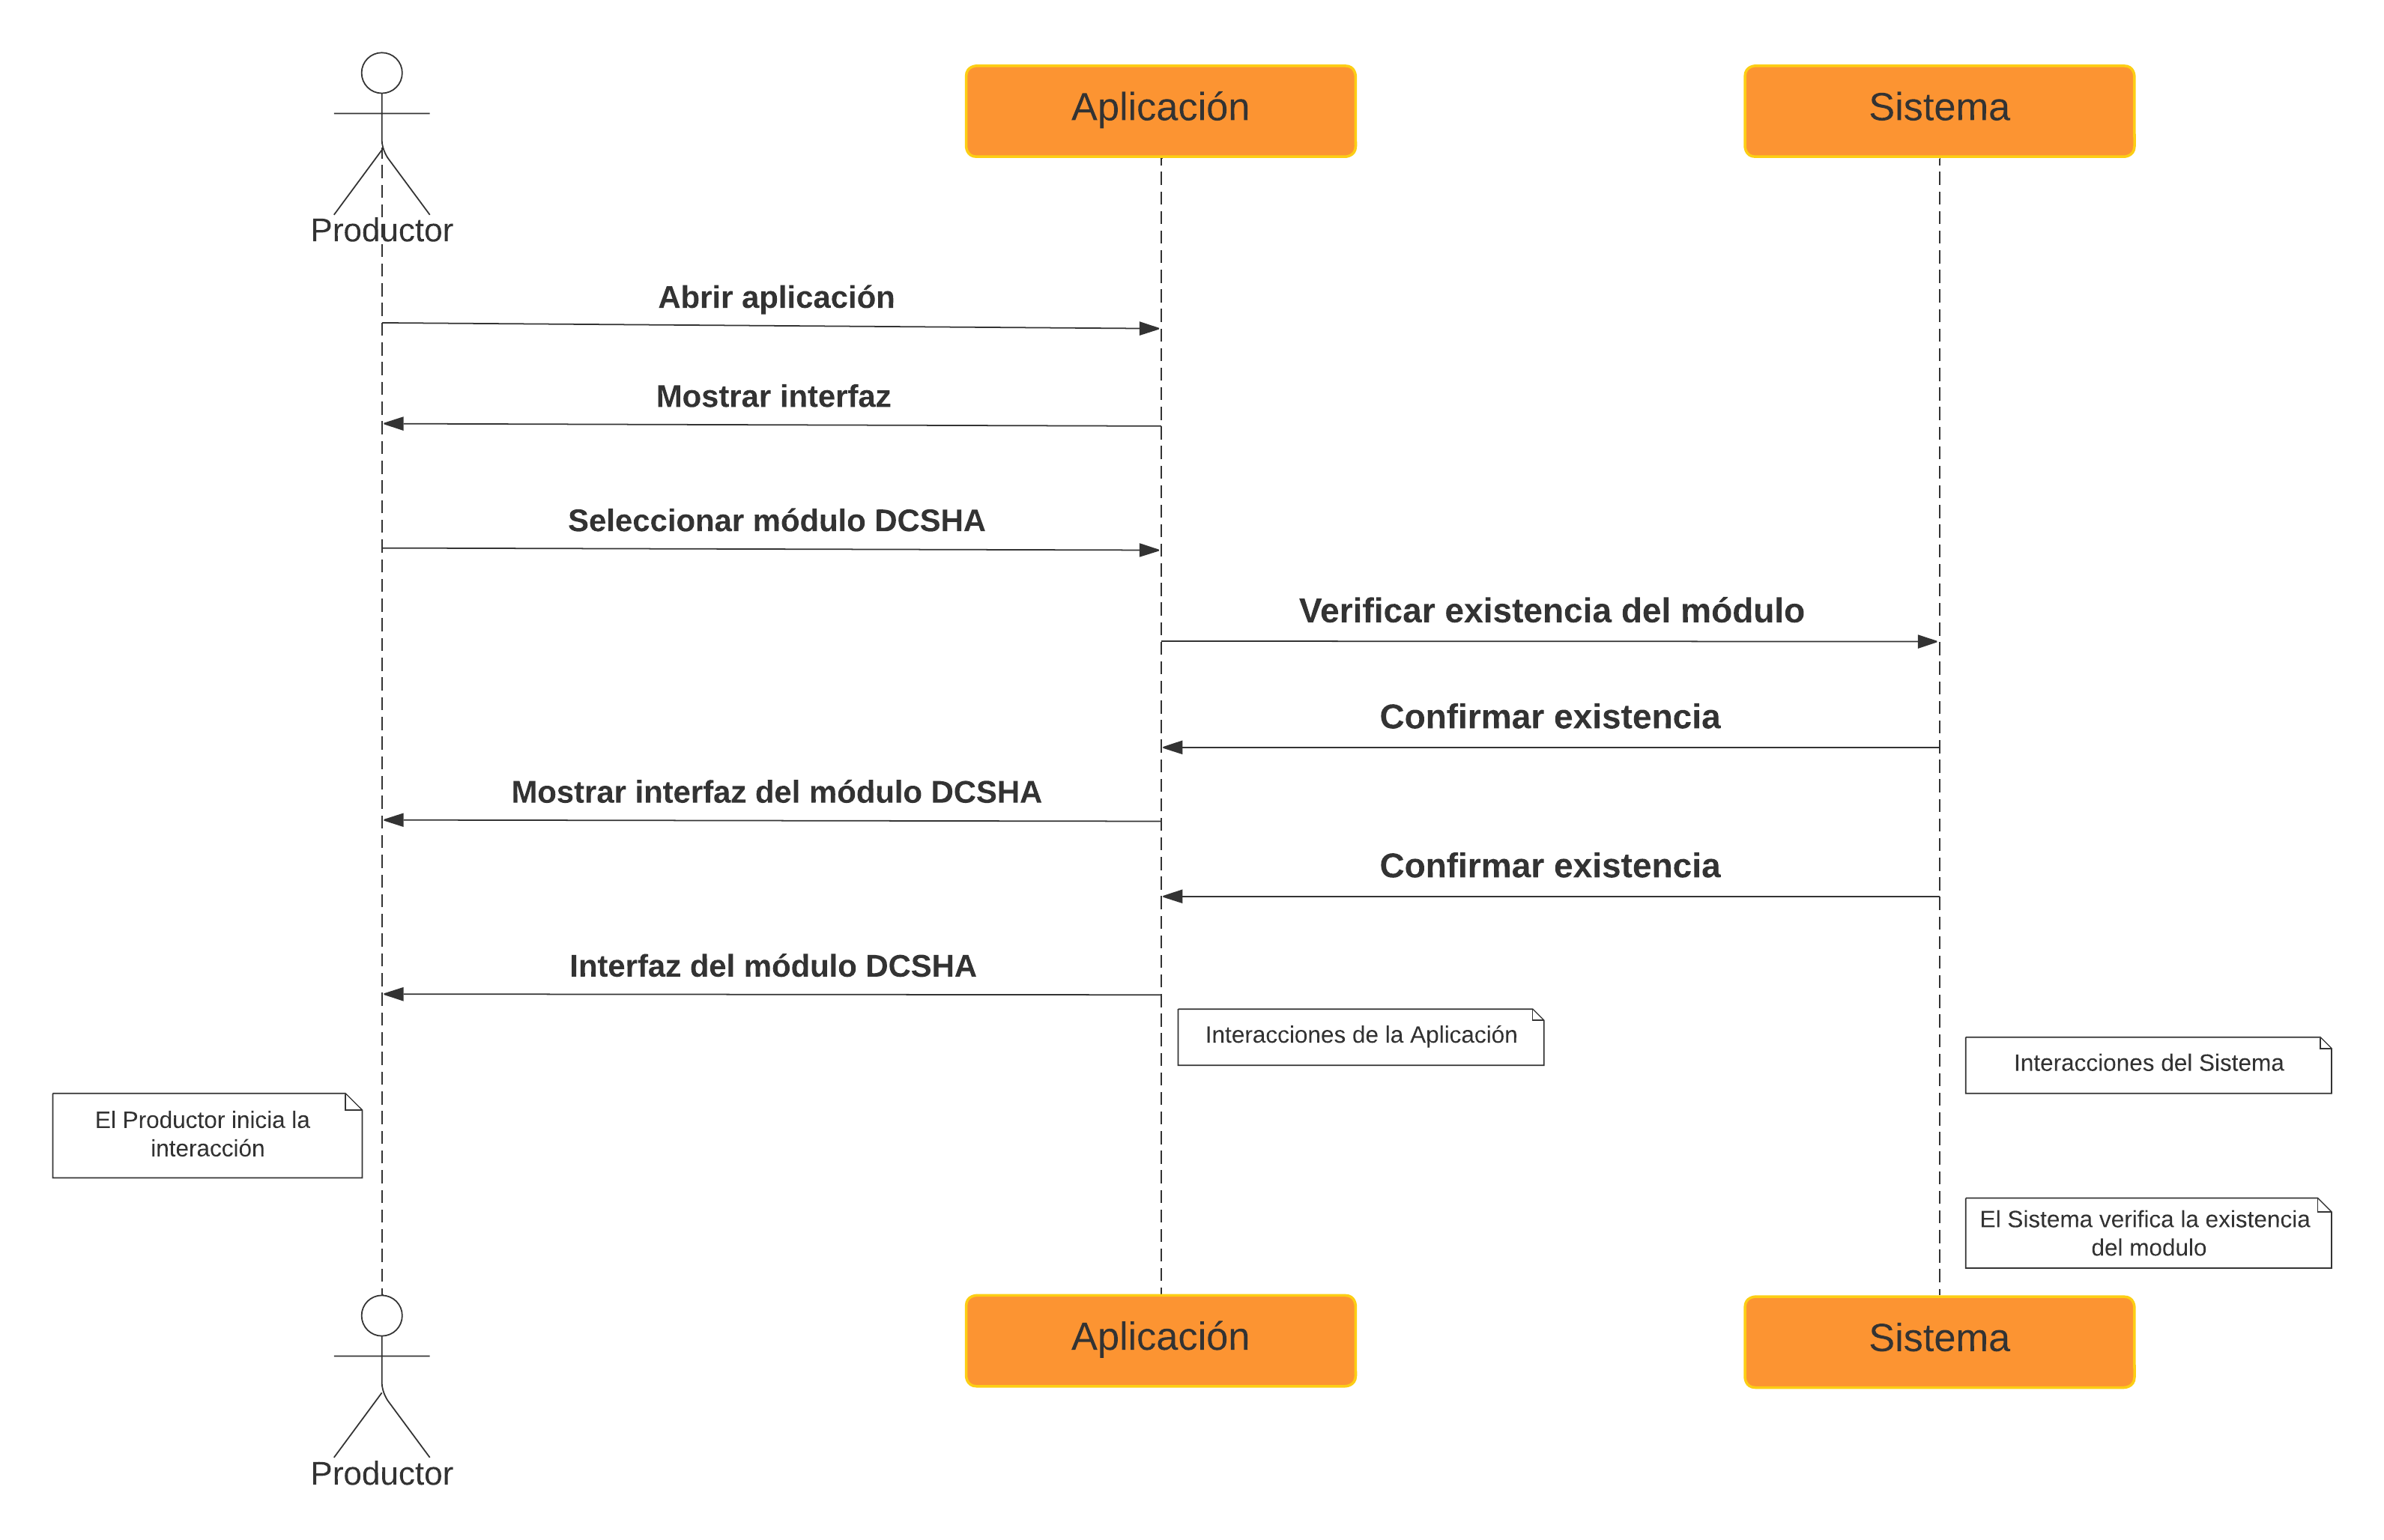 Aplicación
Sistema
Productor
Abrir aplicación
Mostrar interfaz
Seleccionar módulo DCSHA
Verificar existencia del módulo
Confirmar existencia
Mostrar interfaz del módulo DCSHA
Confirmar existencia
Interfaz del módulo DCSHA
Interacciones de la Aplicación
Interacciones del Sistema
El Productor inicia la
interacción
El Sistema verifica la existencia
del modulo
Aplicación
Sistema
Productor